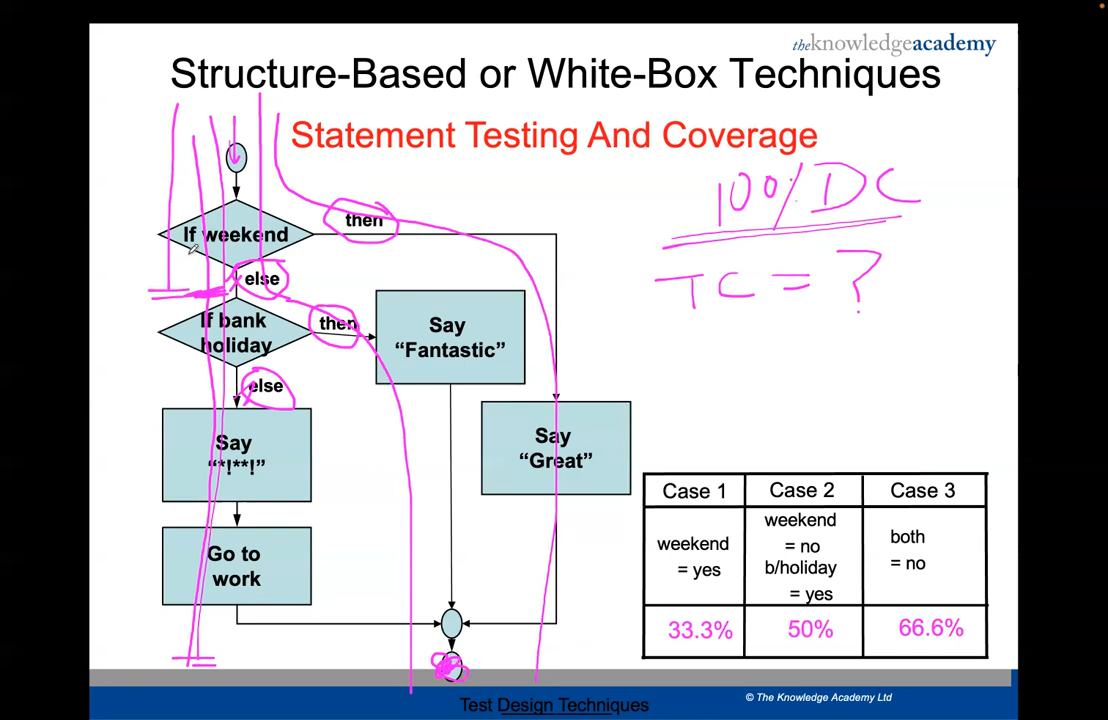 theknowledgeacademy
Structure-Based or White-Box Techniques
Statement Testing And Coverage
100% DC
TC = ?
If weekend
then
else
If bank
holiday
then
else
Say
“Fantastic”
Say
“*!**!”
Say
“Great”
Go to
work
Case 1
Case 2
Case 3
weekend
= yes
weekend
= no
b/holiday
= yes
both
= no
33.3%
50%
66.6%
Test Design Techniques
© The Knowledge Academy Ltd